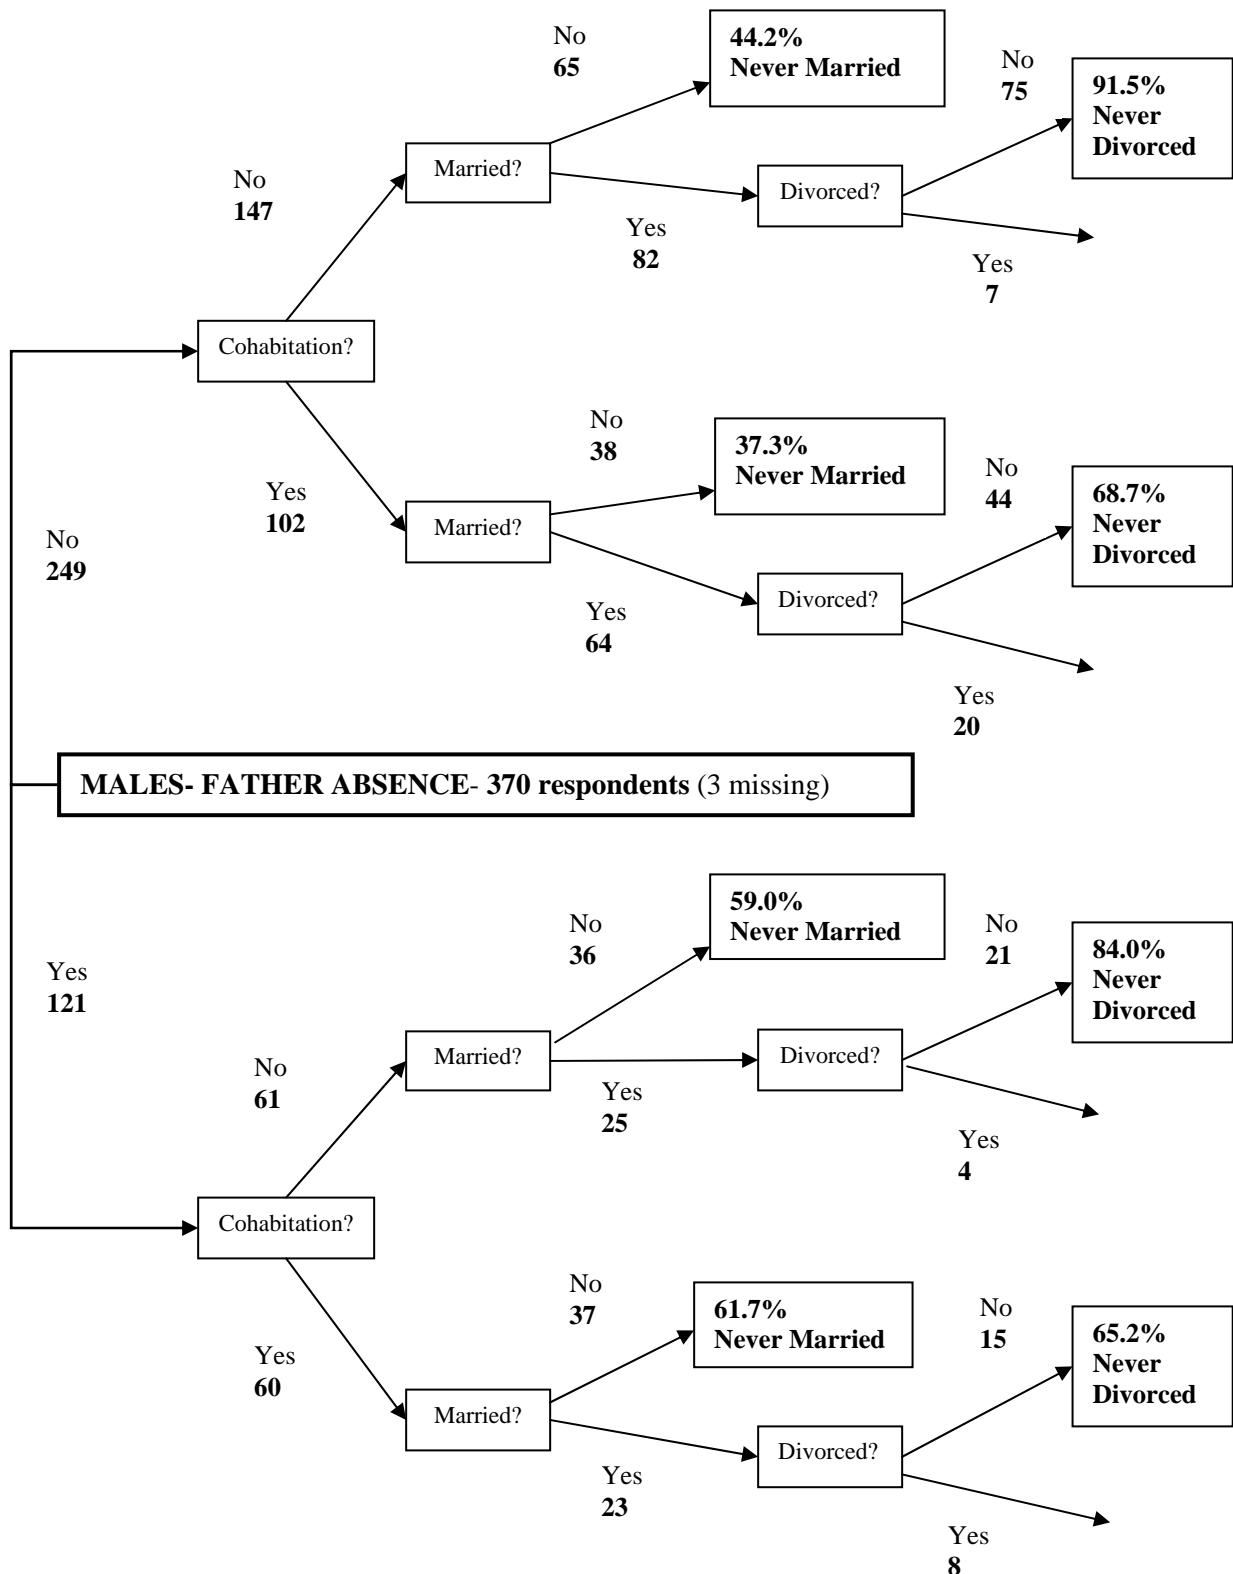 No
65
44.2%
Never Married
No
75
91.5%
Never
Divorced
No
147
Married?
Divorced?
Yes
82
Yes
7
Cohabitation?
No
38
37.3%
Never Married
No
44
68.7%
Never
Divorced
Yes
102
No
249
Married?
Divorced?
Yes
64
Yes
20
MALES- FATHER ABSENCE- 370 respondents (3 missing)
No
36
59.0%
Never Married
No
21
84.0%
Never
Divorced
Yes
121
No
61
Married?
Divorced?
Yes
25
Yes
4
Cohabitation?
No
37
61.7%
Never Married
No
15
65.2%
Never
Divorced
Yes
60
Married?
Divorced?
Yes
23
Yes
8